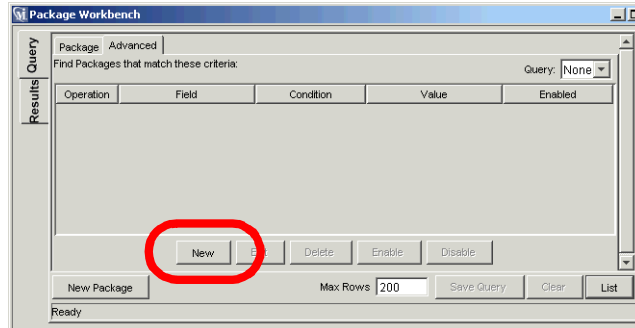 Package Workbench
Query
Results
Package Advanced
Find Packages that match these criteria:
Query: None
Operation Field Condition Value Enabled
New Delete Enable Disable
New Package Max Rows 200 Save Query Clear List
Ready